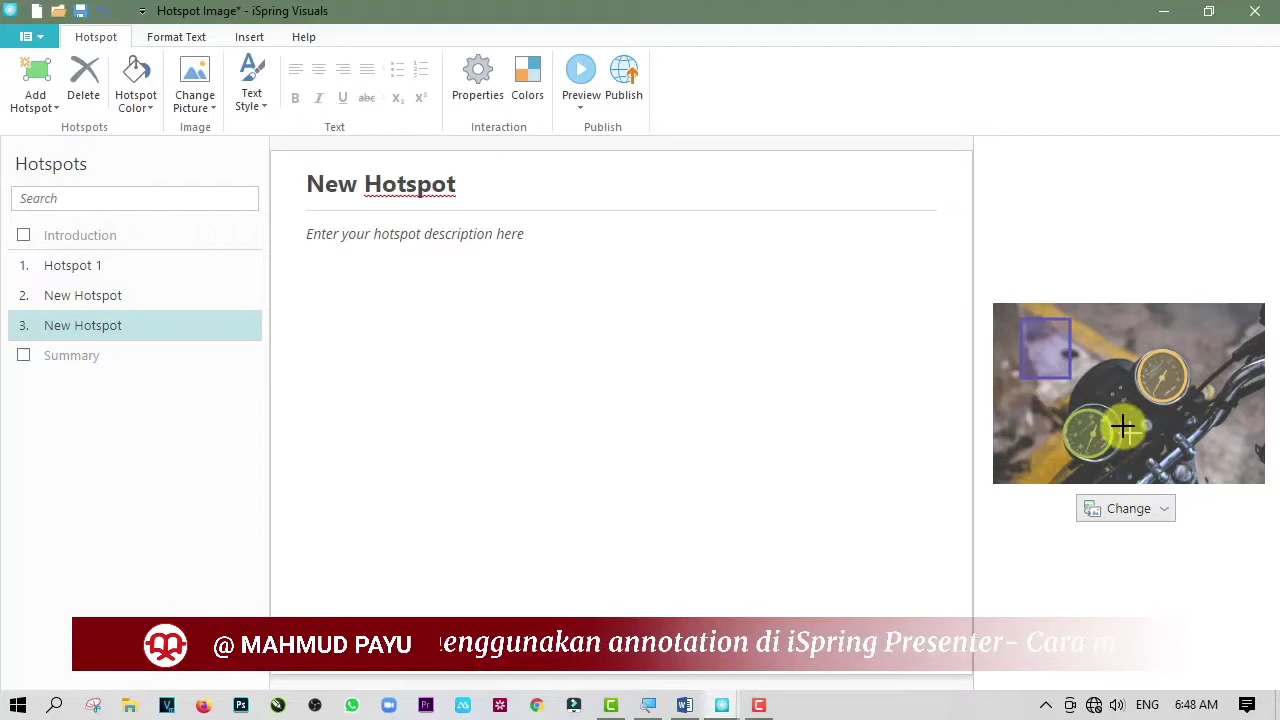 Hotspot Image* - iSpring Visuals
Hotspot
Format Text
Insert
Help
Add
Hotspot
Delete
Hotspot
Color
Change
Picture
Text
Style
B I U abc X₂ X²
Properties
Colors
Preview
Publish
Hotspots
Image
Text
Interaction
Publish
Hotspots
Search
Introduction
1. Hotspot 1
2. New Hotspot
3. New Hotspot
Summary
New Hotspot
Enter your hotspot description here
Change
@ MAHMUD PAYU
enggunakan annotation di iSpring Presenter- Cara m
ENG
6:48 AM